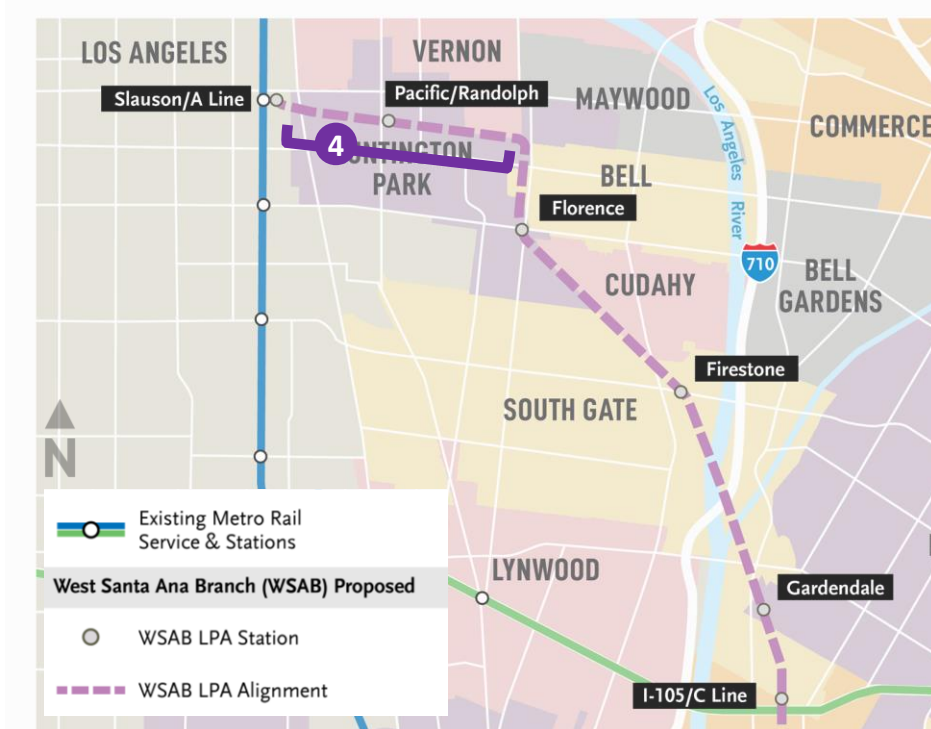 LOS ANGELES
VERNON
Slauson/A Line
Pacific/Randolph
MAYWOOD
COMMERCE
4
HUNTINGTON
PARK
BELL
Los Angeles River
Florence
710
CUDAHY
BELL
GARDENS
Firestone
SOUTH GATE
N
Existing Metro Rail
Service & Stations
West Santa Ana Branch (WSAB) Proposed
WSAB LPA Station
WSAB LPA Alignment
LYNWOOD
Gardendale
I-105/C Line